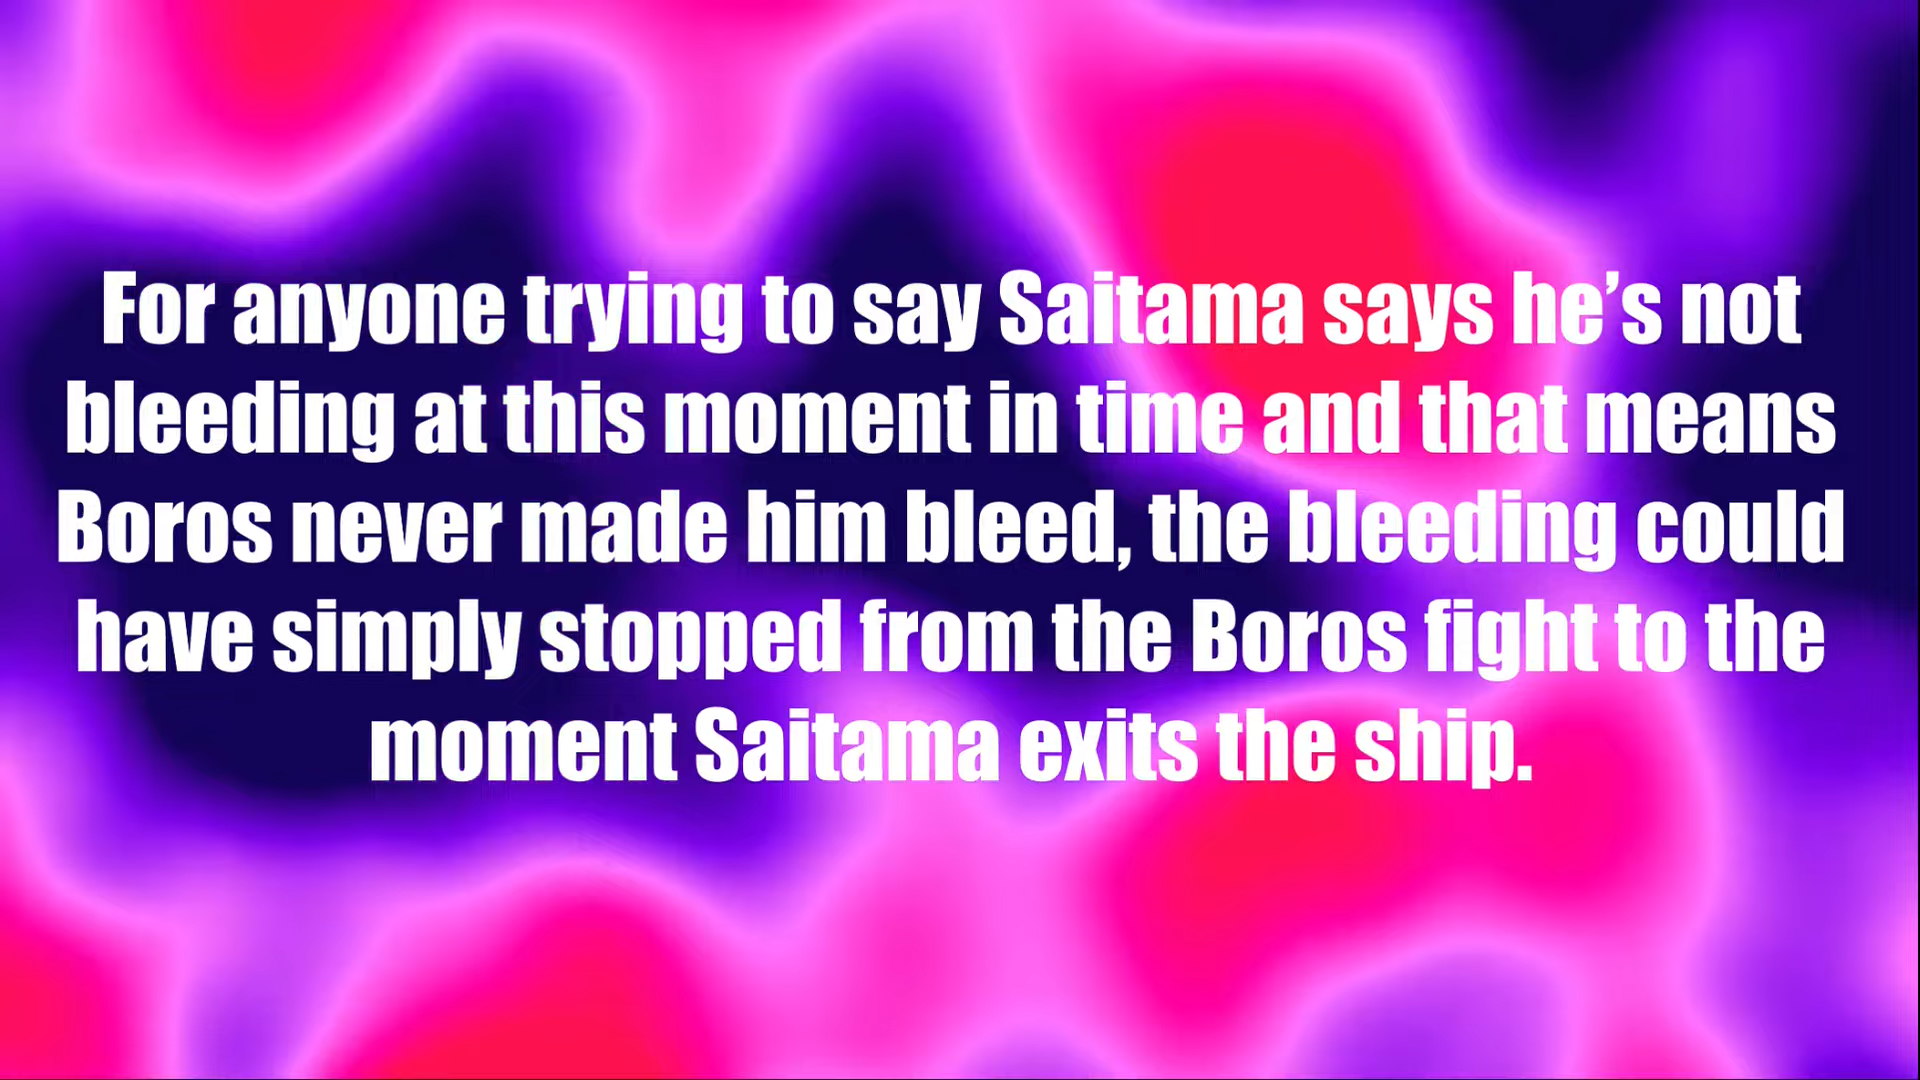 For anyone trying to say Saitama says he’s not
bleeding at this moment in time and that means
Boros never made him bleed, the bleeding could
have simply stopped from the Boros fight to the
moment Saitama exits the ship.